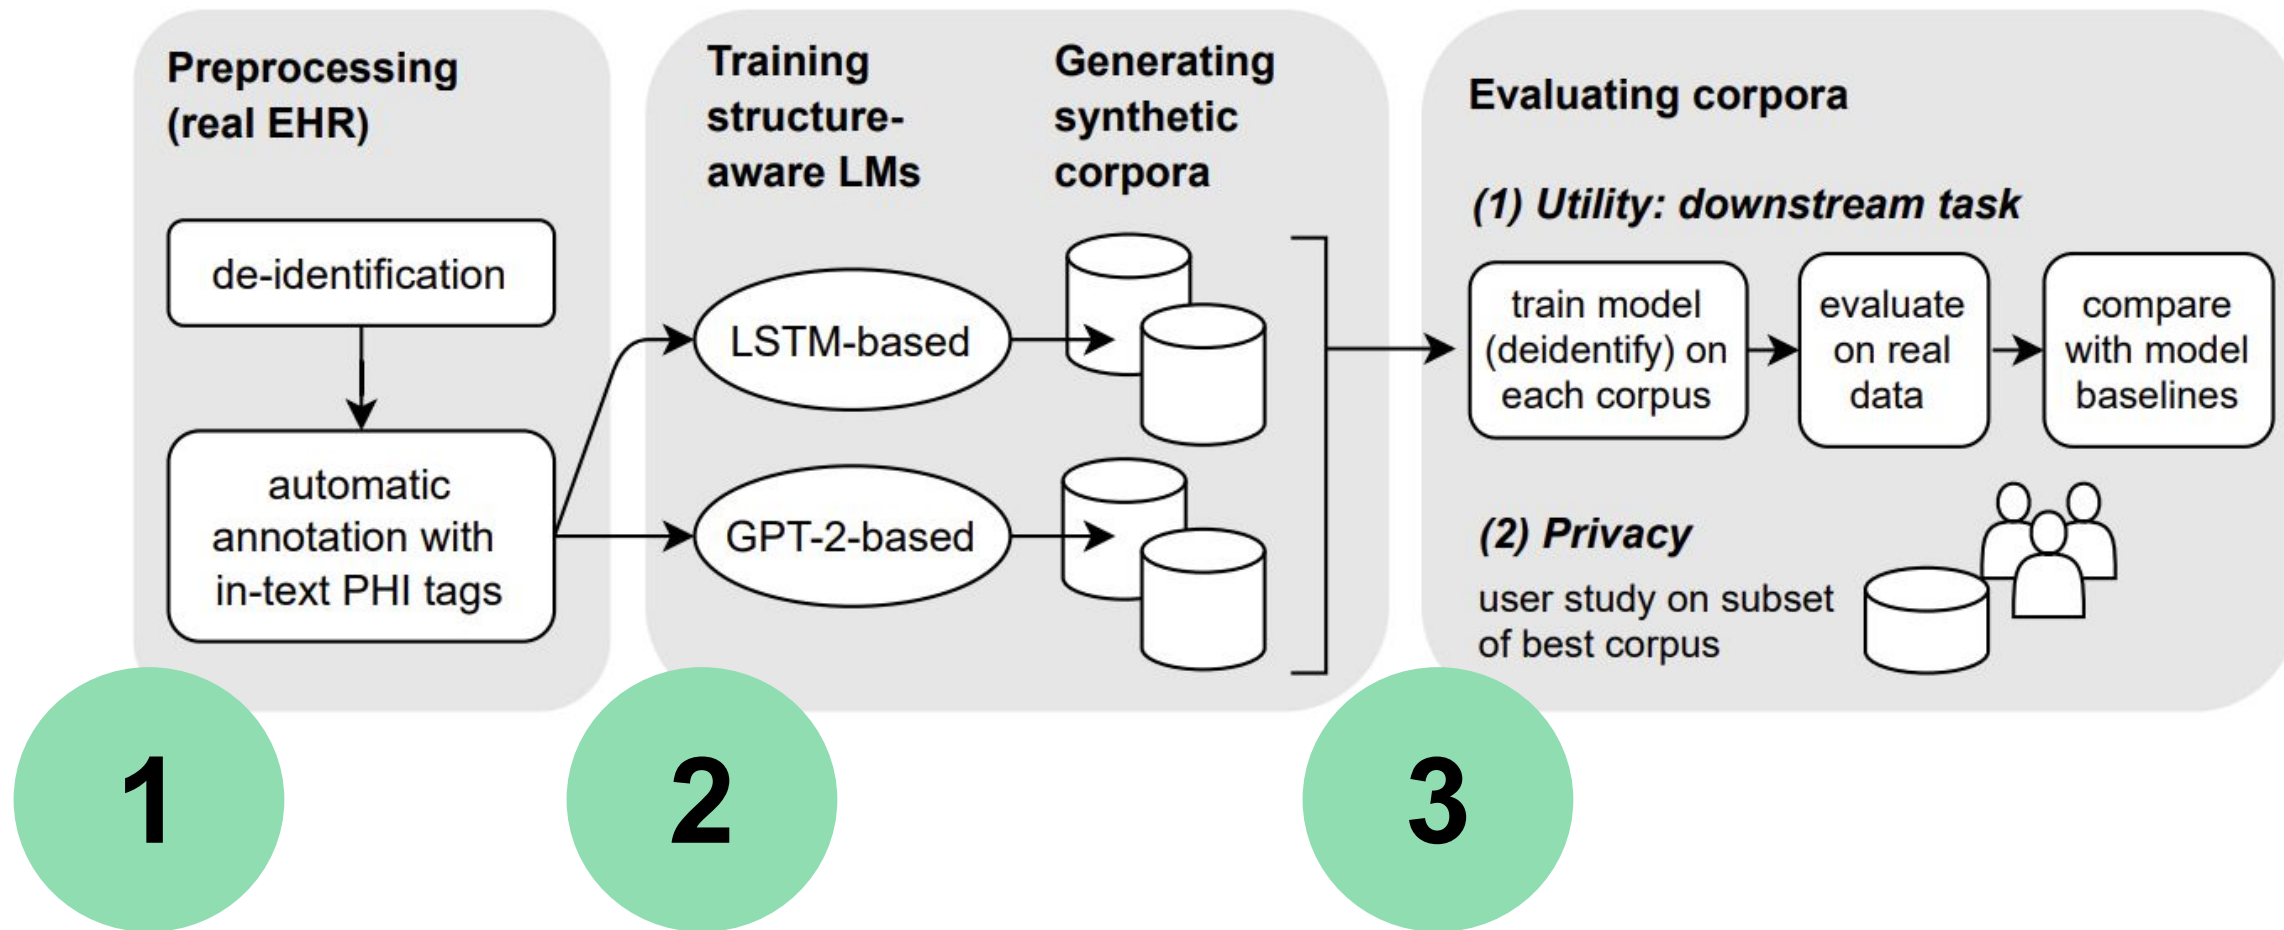 Preprocessing
(real EHR)
de-identification
automatic
annotation with
in-text PHI tags
Training
structure-
aware LMs
Generating
synthetic
corpora
LSTM-based
GPT-2-based
Evaluating corpora
(1) Utility: downstream task
train model
(deidentify) on
each corpus
evaluate
on real
data
compare
with model
baselines
(2) Privacy
user study on subset
of best corpus
1
2
3